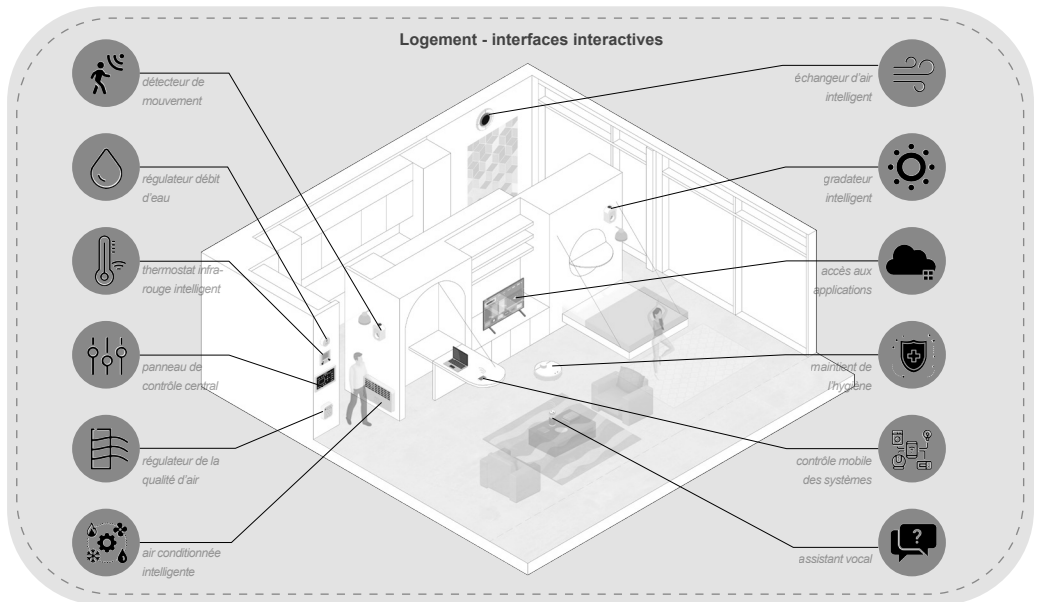 Logement - interfaces interactives
détecteur de
mouvement
régulateur débit
d'eau
thermostat infra-
rouge intelligent
panneau de
contrôle central
régulateur de la
qualité d'air
air conditionnée
intelligente
échangeur d'air
intelligent
gradateur
intelligent
accès aux
applications
maintient de
l'hygiène
contrôle mobile
des systèmes
assistant vocal
?